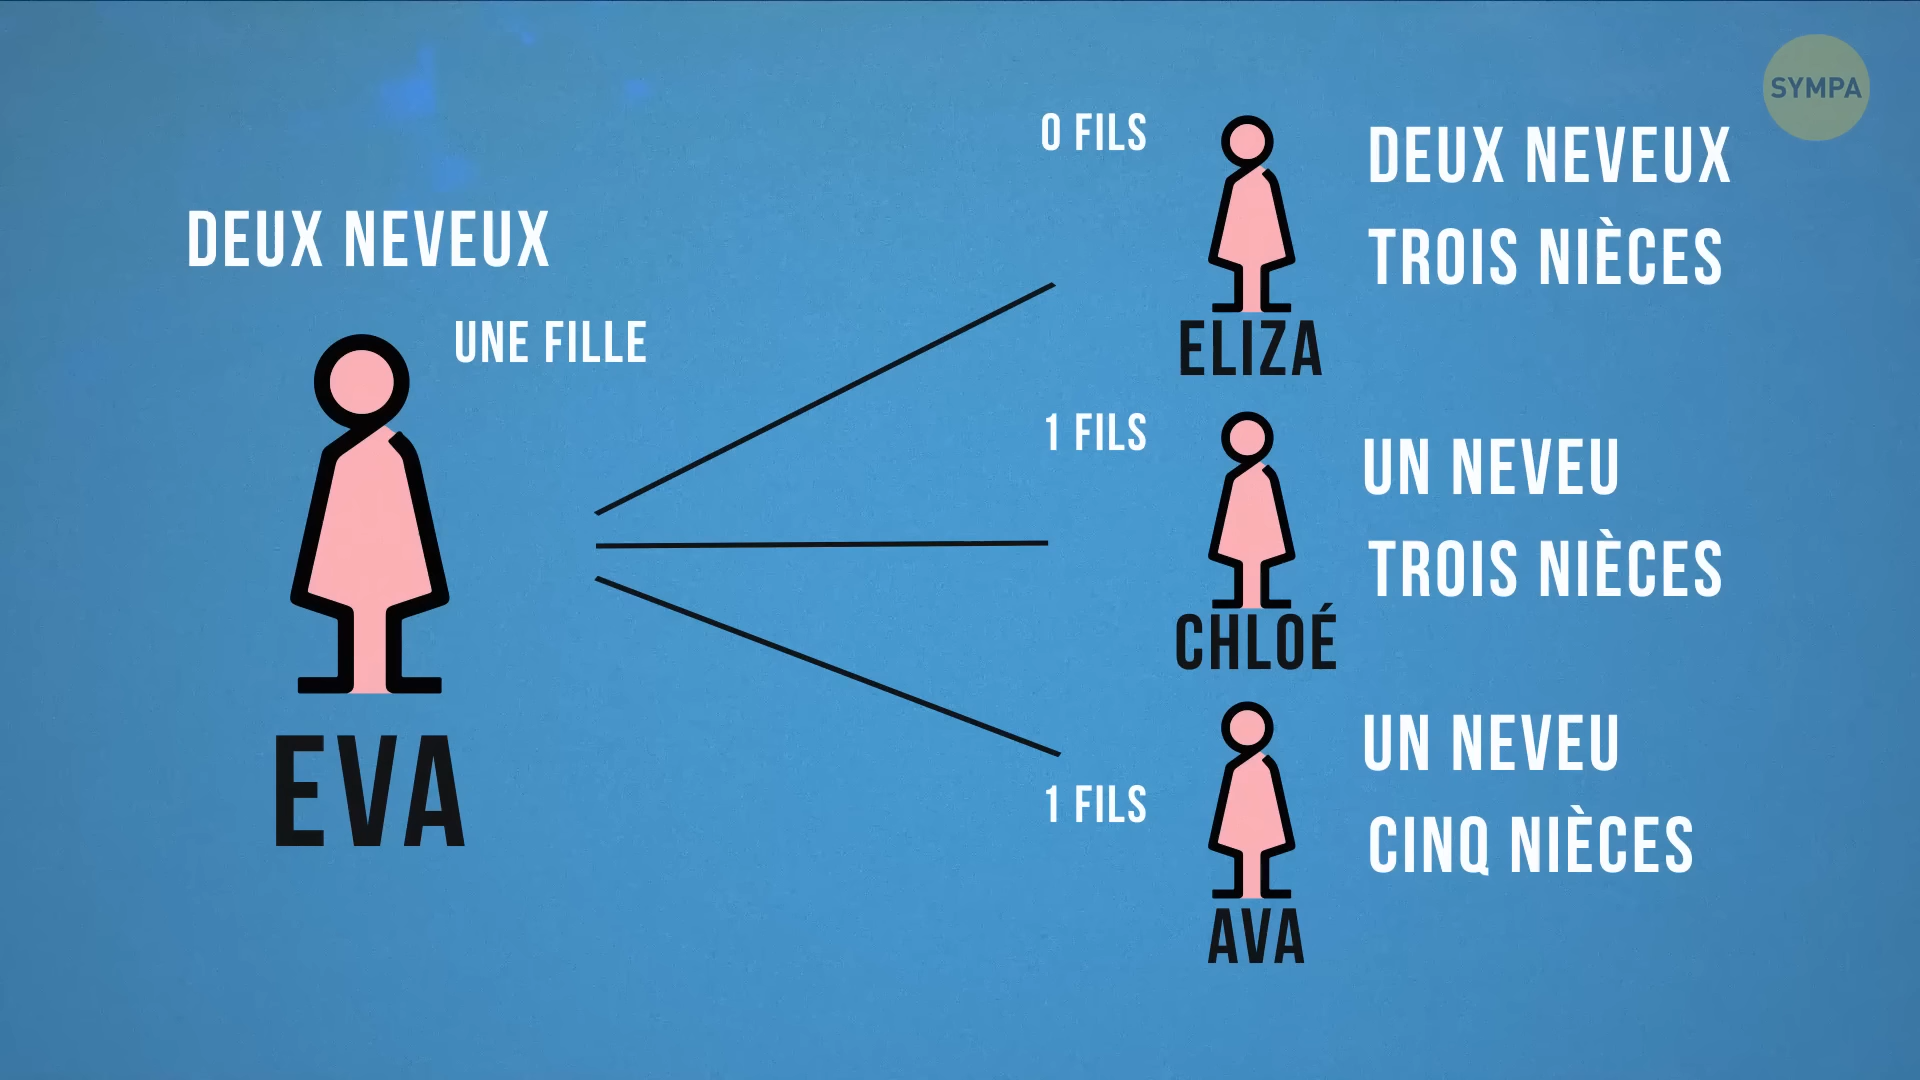 SYMPA
DEUX NEVEUX
UNE FILLE
EVA
0 FILS
DEUX NEVEUX
TROIS NIÈCES
ELIZA
1 FILS
UN NEVEU
TROIS NIÈCES
CHLOÉ
1 FILS
UN NEVEU
CINQ NIÈCES
AVA